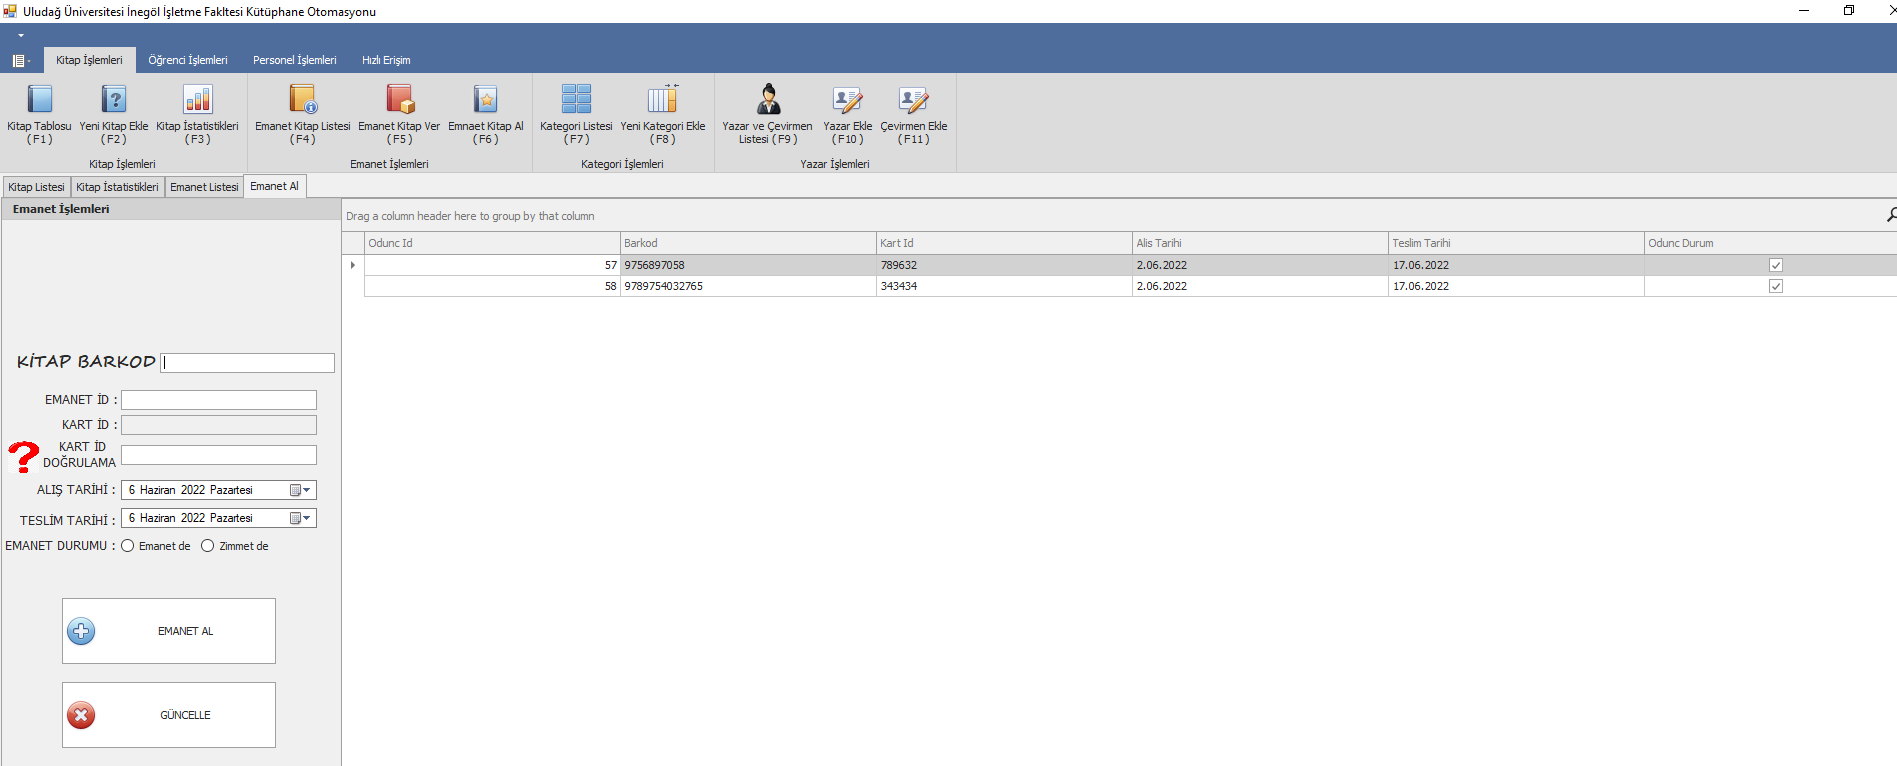 Uludağ Üniversitesi İnegöl İşletme Fakltesi Kütüphane Otomasyonu
Kitap İşlemleri Öğrenci İşlemleri Personel İşlemleri Hızlı Erişim
Kitap Tablosu Yeni Kitap Ekle Kitap İstatistikleri Emanet Kitap Listesi Emanet Kitap Ver Emnaet Kitap Al Kategori Listesi Yeni Kategori Ekle Yazar ve Çevirmen Yazar Ekle Çevirmen Ekle
( F1 ) ( F2 ) ( F3 ) ( F4 ) ( F5 ) ( F6 ) ( F7 ) ( F8 ) Listesi ( F9 ) ( F10 ) ( F11 )
Kitap İşlemleri Emanet İşlemleri Kategori İşlemleri Yazar İşlemleri
Kitap Listesi Kitap İstatistikleri Emanet Listesi Emanet Al
Emanet İşlemleri
Drag a column header here to group by that column
Odunc Id Barkod Kart Id Alis Tarihi Teslim Tarihi Odunc Durum
57 9756897058 789632 2.06.2022 17.06.2022
58 9789754032765 343434 2.06.2022 17.06.2022
KİTAP BARKOD
EMANET İD :
KART İD :
? KART İD
DOĞRULAMA
ALIŞ TARİHİ : 6 Haziran 2022 Pazartesi
TESLİM TARİHİ : 6 Haziran 2022 Pazartesi
EMANET DURUMU : Emanet de Zimmet de
EMANET AL
GÜNCELLE